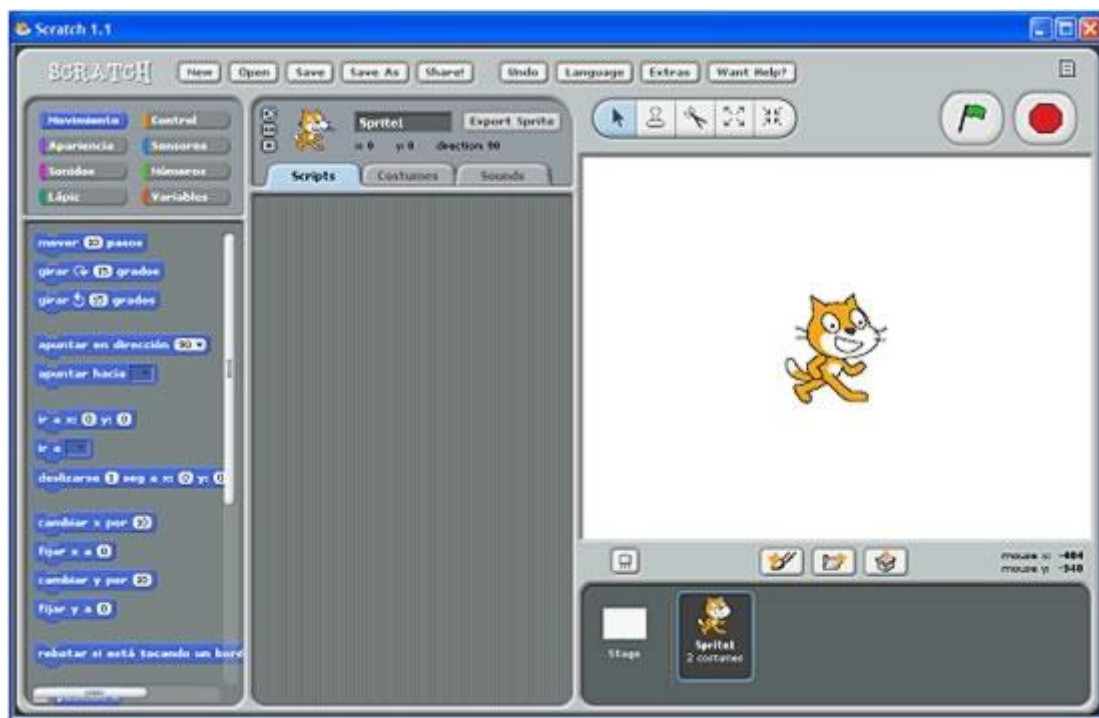 Scratch 1.1
SCRATCH New Open Save Save As Share! Undo Language Extras Want Help?
Movimiento Control
Apariencia Sensores
Sonidos Números
Lápiz Variables
Sprite1 Export Sprite
x: 0 y: 0 direction: 90
Scripts Costumes Sounds
mover 10 pasos
girar 15 grados
girar 15 grados
apuntar en dirección 90
apuntar hacia
ir a x: 0 y: 0
ir a
deslizarse 1 seg a x: 0 y: 0
cambiar x por 10
fijar x a 0
cambiar y por 10
fijar y a 0
rebotar si está tocando un bord
mouse x: -484
mouse y: -340
Stage
Sprite1
2 costumes